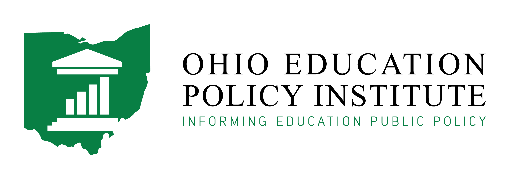 OHIO EDUCATION
POLICY INSTITUTE
INFORMING EDUCATION PUBLIC POLICY